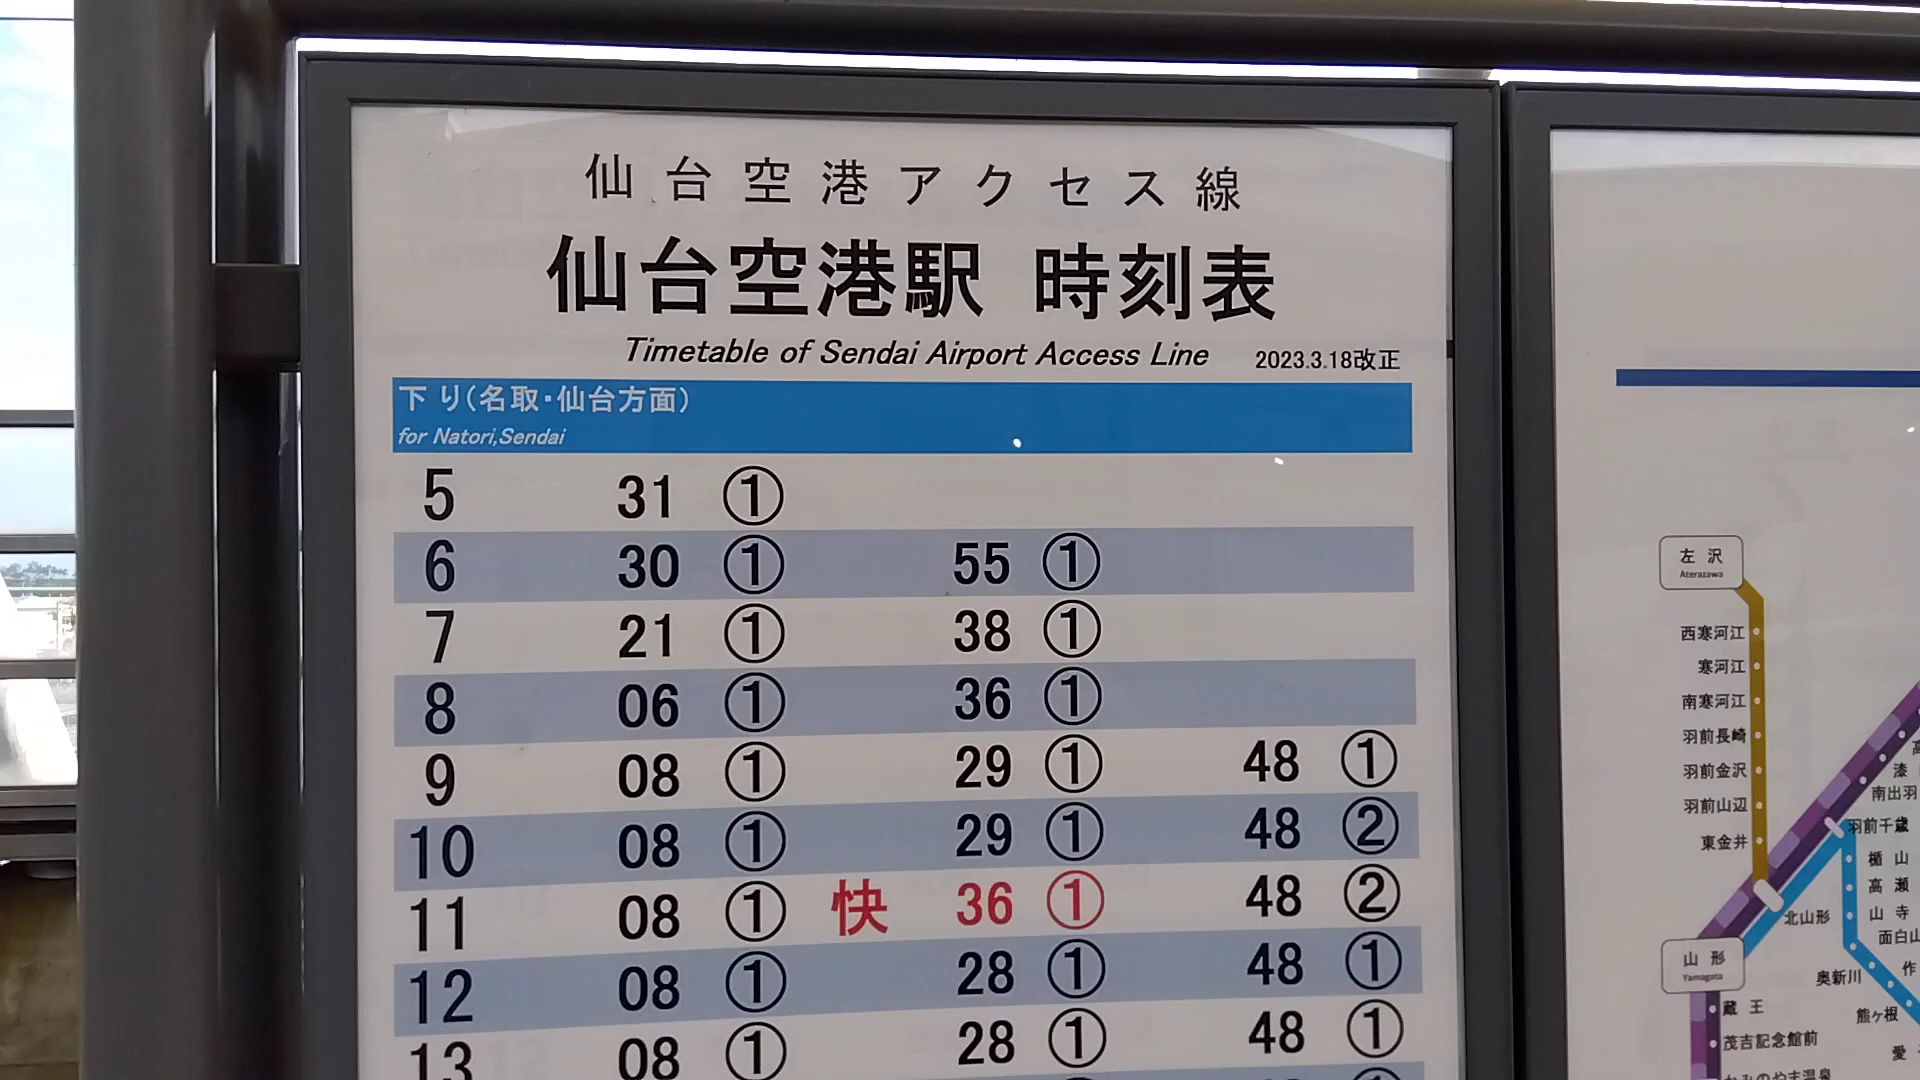 仙台空港アクセス線
仙台空港駅 時刻表
Timetable of Sendai Airport Access Line 2023.3.18改正
下り(名取・仙台方面)
for Natori,Sendai
5 31 ①
6 30 ① 55 ①
7 21 ① 38 ①
8 06 ① 36 ①
9 08 ① 29 ① 48 ①
10 08 ① 29 ① 48 ②
11 08 ① 快 36 ① 48 ②
12 08 ① 28 ① 48 ①
13 08 ① 28 ① 48 ①
左沢
Aterazawa
西寒河江
寒河江
南寒河江
羽前長崎
羽前金沢
羽前山辺
東金井
北山形
山形
Yamagata
蔵王
茂吉記念館前
かみのやま温泉
漆
南出羽
羽前千歳
楯山
高瀬
山寺
面白山
奥新川
作
熊ヶ根
愛